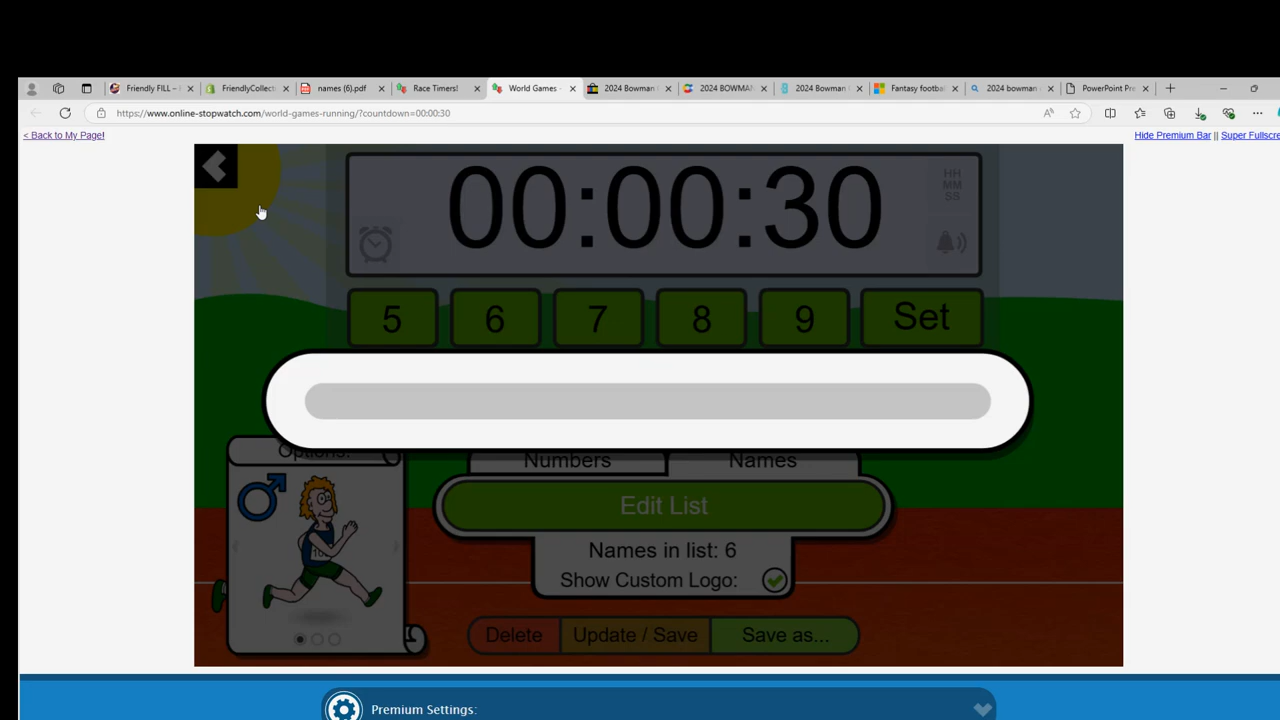 Friendly FILL –
FriendlyCollect
names (6).pdf
Race Timers!
World Games -
2024 Bowman
2024 BOWMAN
2024 Bowman
Fantasy footba
2024 bowman
PowerPoint Pr
https://www.online-stopwatch.com/world-games-running/?countdown=00:00:30
< Back to My Page!
Hide Premium Bar || Super Fullscre
00:00:30
HH
MM
SS
5 6 7 8 9 Set
Options:
Numbers Names
Edit List
Names in list: 6
Show Custom Logo:
Delete Update / Save Save as...
Premium Settings: